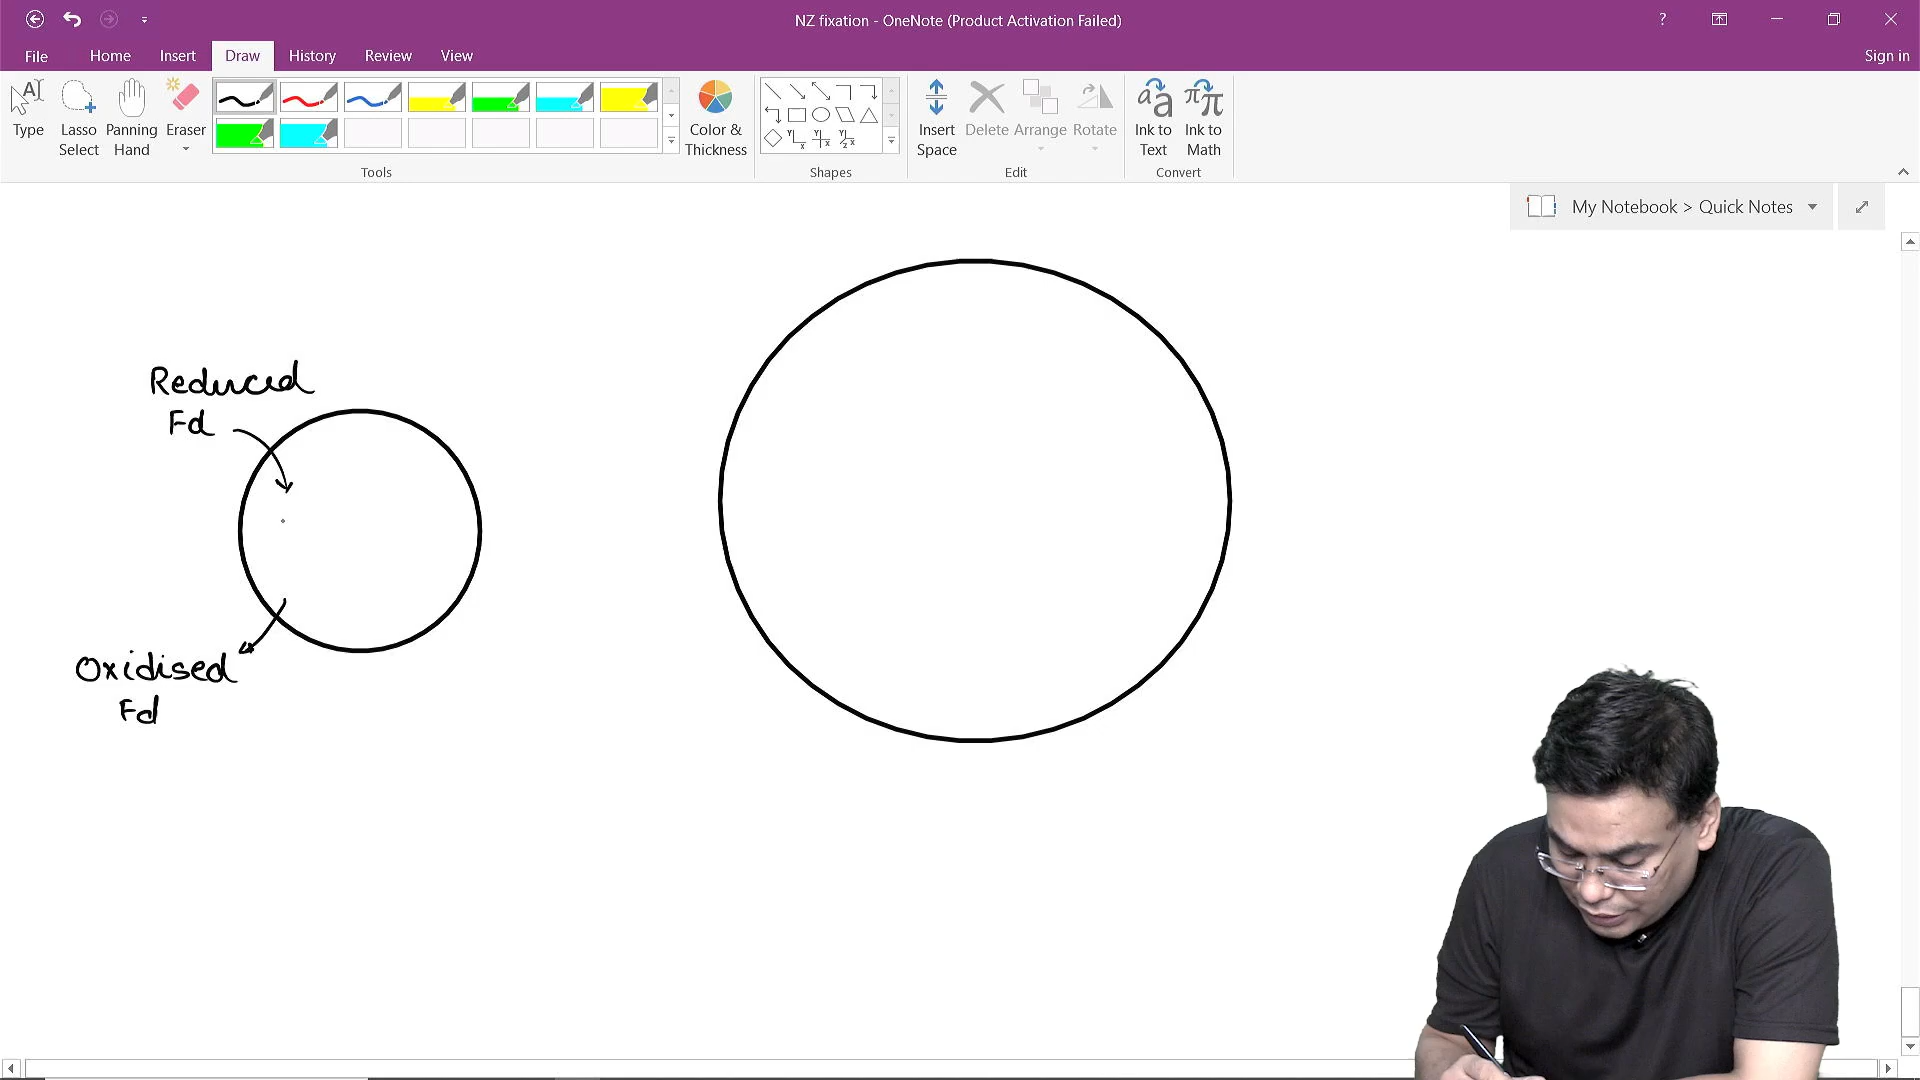 NZ fixation - OneNote (Product Activation Failed)
?
File
Home
Insert
Draw
History
Review
View
Sign in
Type
Lasso
Select
Panning
Hand
Eraser
Color &
Thickness
Insert
Space
Delete
Arrange
Rotate
Ink to
Text
Ink to
Math
Tools
Shapes
Edit
Convert
My Notebook > Quick Notes
Reduced
Fd
Oxidised
Fd